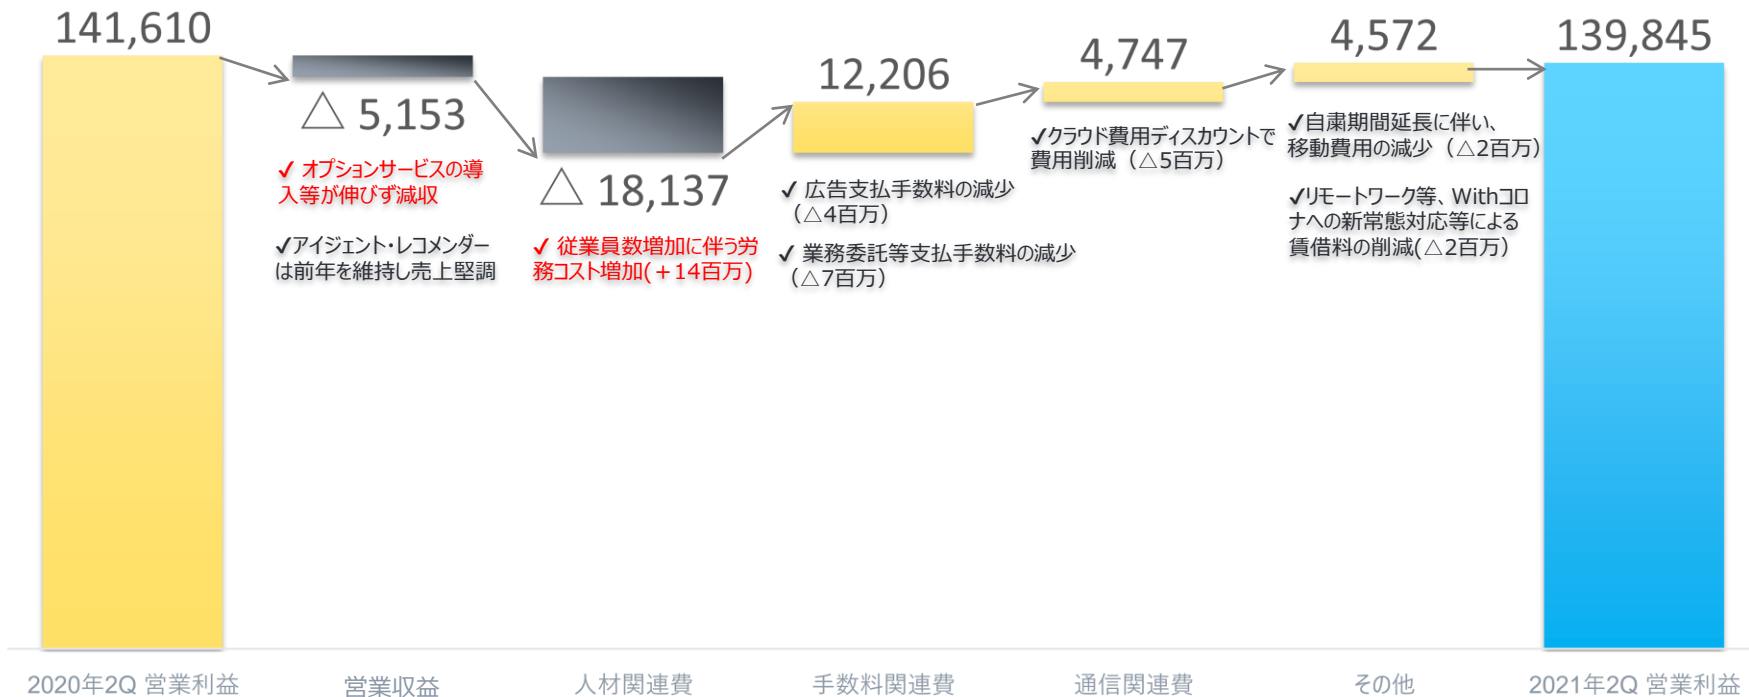 141,610
△ 5,153
✓ オプションサービスの導
入等が伸びず減収
✓アイジェント・レコメンダー
は前年を維持し売上堅調
△ 18,137
✓ 従業員数増加に伴う労
務コスト増加(+14百万)
12,206
✓ 広告支払手数料の減少
(△4百万)
✓ 業務委託等支払手数料の減少
(△7百万)
4,747
✓クラウド費用ディスカウントで
費用削減(△5百万)
4,572
✓自粛期間延長に伴い、
移動費用の減少(△2百万)
✓リモートワーク等、Withコロ
ナへの新常態対応等による
賃借料の削減(△2百万)
139,845
2020年2Q 営業利益
営業収益
人材関連費
手数料関連費
通信関連費
その他
2021年2Q 営業利益